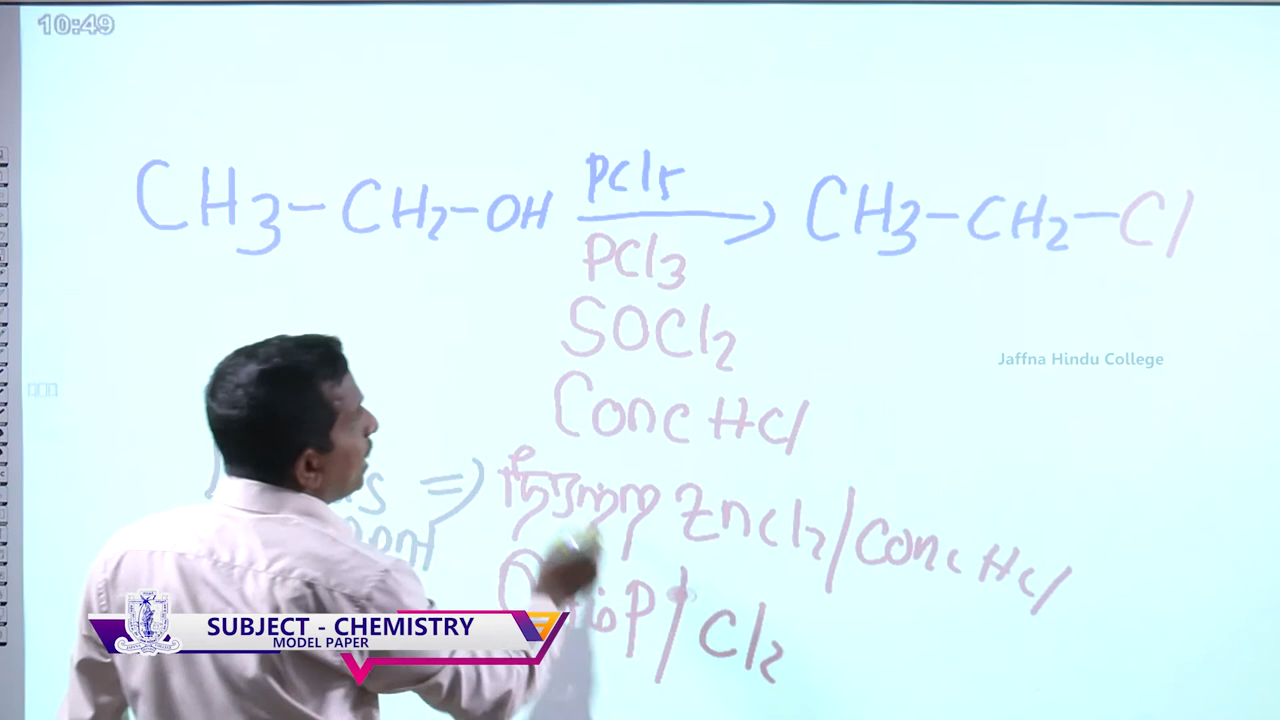 10:49
CH3-CH2-OH PCl5 CH3-CH2-Cl
PCl3
SOCl2
Conc HCl
Jaffna Hindu College
=> நீரற்ற ZnCl2/Conc HCl
P/Cl2
SUBJECT - CHEMISTRY
MODEL PAPER